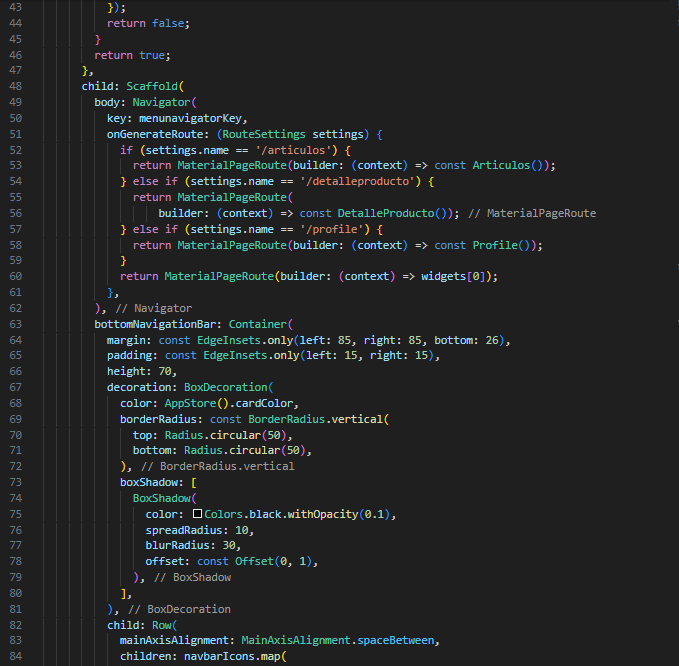 43 });
44 return false;
45 }
46 return true;
47 },
48 child: Scaffold(
49 body: Navigator(
50 key: menunavigatorKey,
51 onGenerateRoute: (RouteSettings settings) {
52 if (settings.name == '/articulos') {
53 return MaterialPageRoute(builder: (context) => const Articulos());
54 } else if (settings.name == '/detalleproducto') {
55 return MaterialPageRoute(
56 builder: (context) => const DetalleProducto()); // MaterialPageRoute
57 } else if (settings.name == '/profile') {
58 return MaterialPageRoute(builder: (context) => const Profile());
59 }
60 return MaterialPageRoute(builder: (context) => widgets[0]);
61 },
62 ), // Navigator
63 bottomNavigationBar: Container(
64 margin: const EdgeInsets.only(left: 85, right: 85, bottom: 26),
65 padding: const EdgeInsets.only(left: 15, right: 15),
66 height: 70,
67 decoration: BoxDecoration(
68 color: AppStore().cardColor,
69 borderRadius: const BorderRadius.vertical(
70 top: Radius.circular(50),
71 bottom: Radius.circular(50),
72 ), // BorderRadius.vertical
73 boxShadow: [
74 BoxShadow(
75 color: Colors.black.withOpacity(0.1),
76 spreadRadius: 10,
77 blurRadius: 30,
78 offset: const Offset(0, 1),
79 ), // BoxShadow
80 ],
81 ), // BoxDecoration
82 child: Row(
83 mainAxisAlignment: MainAxisAlignment.spaceBetween,
84 children: navbarIcons.map(